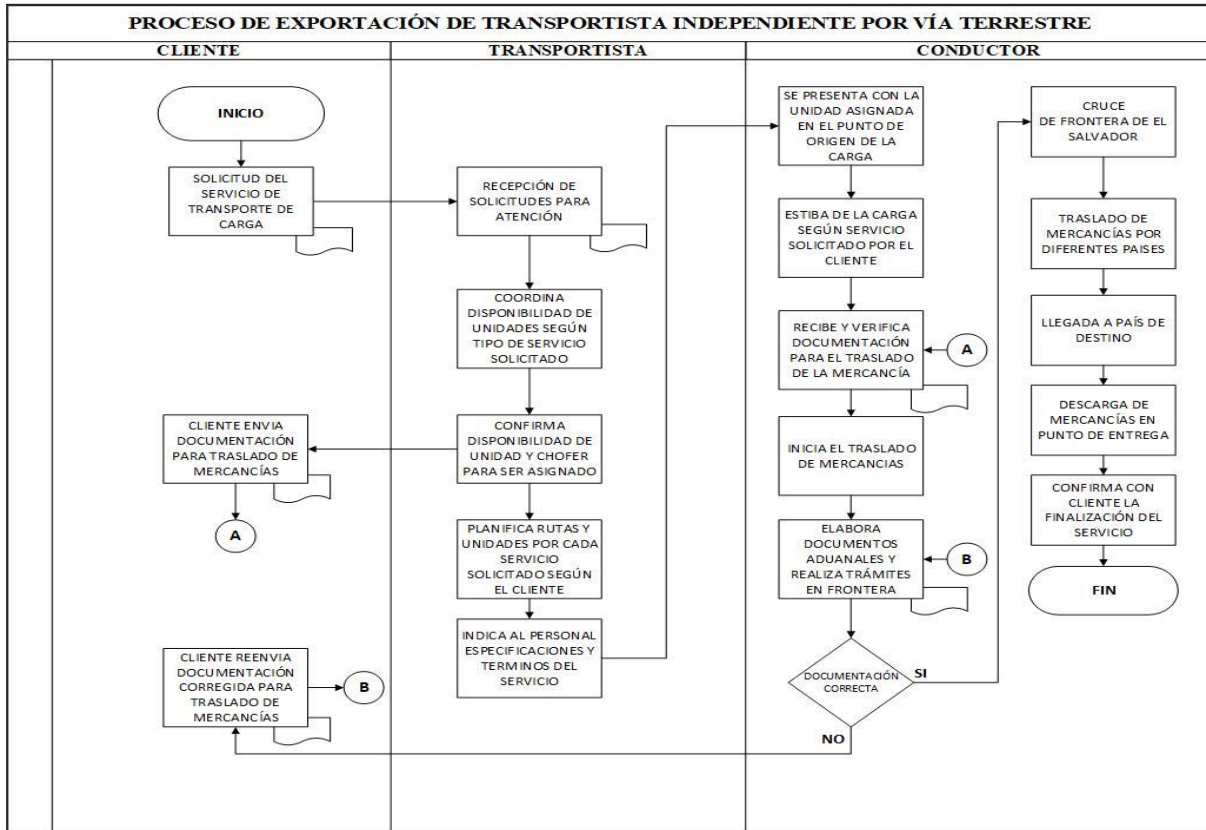 PROCESO DE EXPORTACIÓN DE TRANSPORTISTA INDEPENDIENTE POR VÍA TERRESTRE
CLIENTE
TRANSPORTISTA
CONDUCTOR
INICIO
SOLICITUD DEL
SERVICIO DE
TRANSPORTE DE
CARGA
CLIENTE ENVIA
DOCUMENTACIÓN
PARA TRASLADO DE
MERCANCÍAS
A
CLIENTE REENVIA
DOCUMENTACIÓN
CORREGIDA PARA
TRASLADO DE
MERCANCÍAS
B
RECEPCIÓN DE
SOLICITUDES PARA
ATENCIÓN
COORDINA
DISPONIBILIDAD DE
UNIDADES SEGÚN
TIPO DE SERVICIO
SOLICITADO
CONFIRMA
DISPONIBILIDAD DE
UNIDAD Y CHOFER
PARA SER ASIGNADO
PLANIFICA RUTAS Y
UNIDADES POR CADA
SERVICIO
SOLICITADO SEGÚN
EL CLIENTE
INDICA AL PERSONAL
ESPECIFICACIONES Y
TERMINOS DEL
SERVICIO
SE PRESENTA CON LA
UNIDAD ASIGNADA
EN EL PUNTO DE
ORIGEN DE LA
CARGA
ESTIBA DE LA CARGA
SEGÚN SERVICIO
SOLICITADO POR EL
CLIENTE
RECIBE Y VERIFICA
DOCUMENTACIÓN
PARA EL TRASLADO
DE LA MERCANCÍA
A
INICIA EL TRASLADO
DE MERCANCIAS
ELABORA
DOCUMENTOS
ADUANALES Y
REALIZA TRÁMITES
EN FRONTERA
B
DOCUMENTACIÓN
CORRECTA
SI
NO
CRUCE
DE FRONTERA DE EL
SALVADOR
TRASLADO DE
MERCANCÍAS POR
DIFERENTES PAISES
LLEGADA A PAÍS DE
DESTINO
DESCARGA DE
MERCANCÍAS EN
PUNTO DE ENTREGA
CONFIRMA CON
CLIENTE LA
FINALIZACIÓN DEL
SERVICIO
FIN